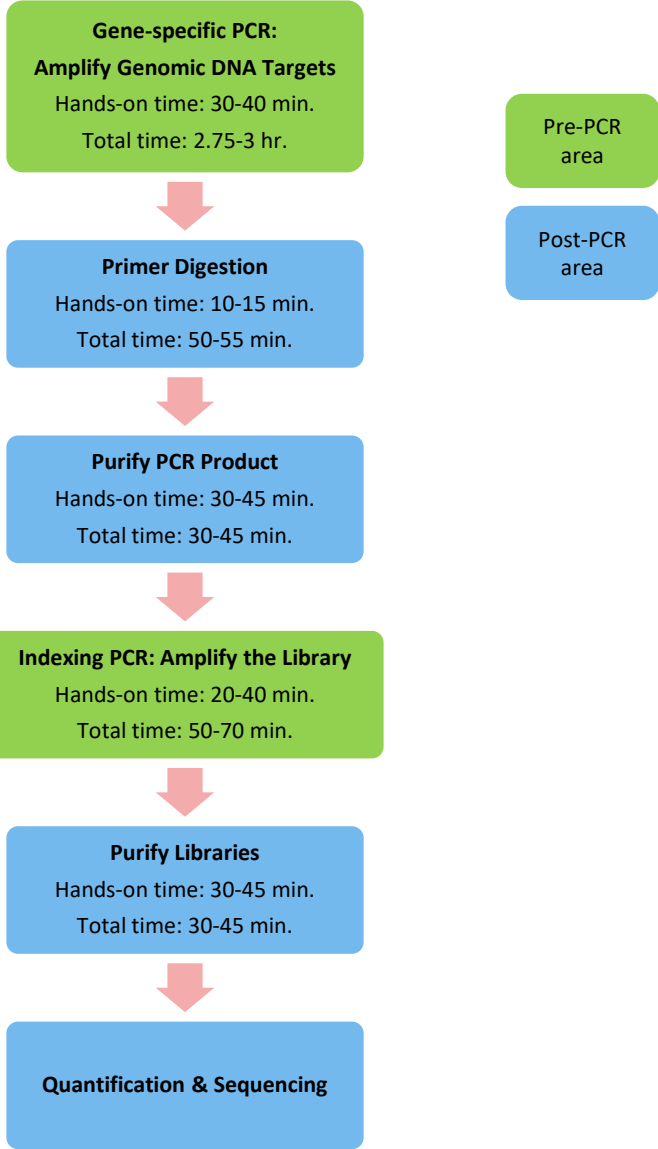 Gene-specific PCR:
Amplify Genomic DNA Targets
Hands-on time: 30-40 min.
Total time: 2.75-3 hr.
Pre-PCR
area
Post-PCR
area
Primer Digestion
Hands-on time: 10-15 min.
Total time: 50-55 min.
Purify PCR Product
Hands-on time: 30-45 min.
Total time: 30-45 min.
Indexing PCR: Amplify the Library
Hands-on time: 20-40 min.
Total time: 50-70 min.
Purify Libraries
Hands-on time: 30-45 min.
Total time: 30-45 min.
Quantification & Sequencing